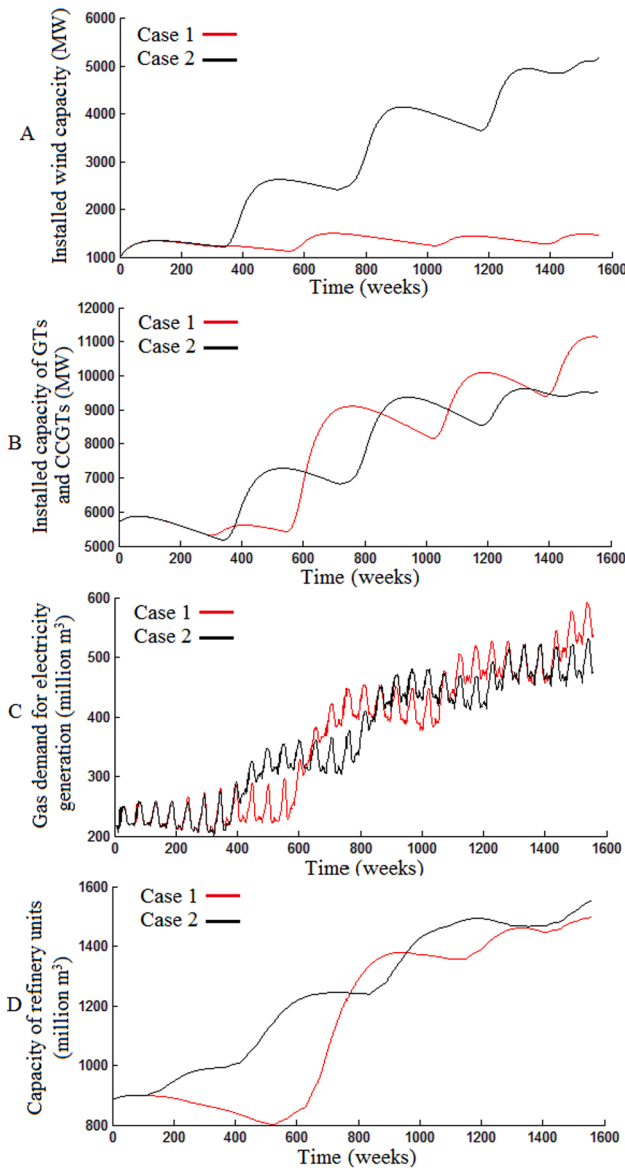 A
Installed wind capacity (MW)
6000
5000
4000
3000
2000
1000
Case 1
Case 2
0 200 400 600 800 1000 1200 1400 1600
Time (weeks)
B
Installed capacity of GTs
and CCGTs (MW)
12000
11000
10000
9000
8000
7000
6000
5000
Case 1
Case 2
0 200 400 600 800 1000 1200 1400 1600
Time (weeks)
C
Gas demand for electricity
generation (million m³)
600
500
400
300
200
Case 1
Case 2
0 200 400 600 800 1000 1200 1400 1600
Time (weeks)
D
Capacity of refinery units
(million m³)
1600
1400
1200
1000
800
Case 1
Case 2
0 200 400 600 800 1000 1200 1400 1600
Time (weeks)